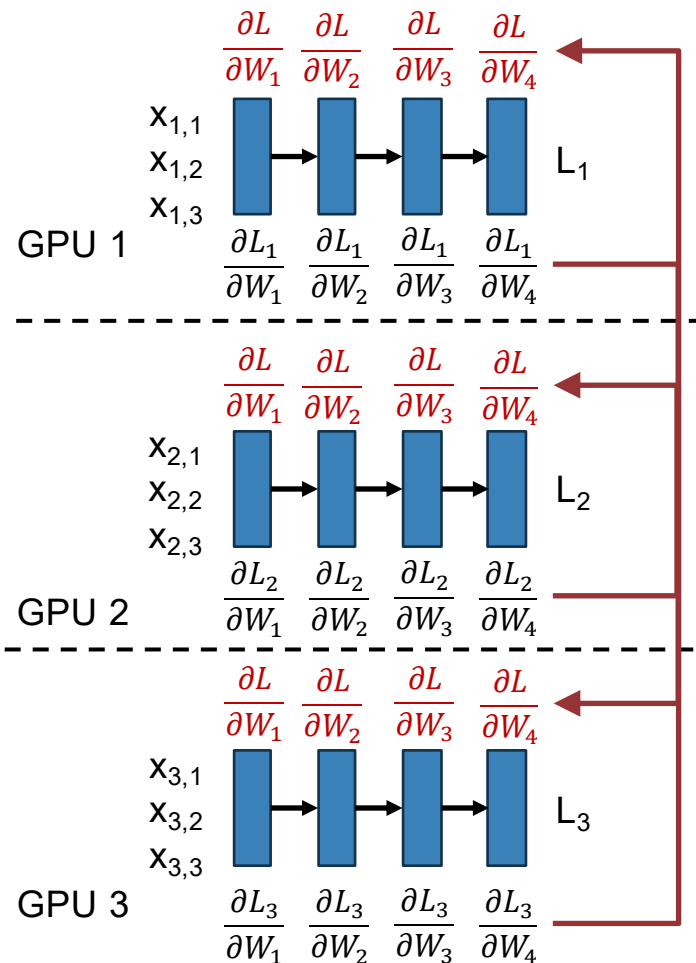 ∂L/∂W₁ ∂L/∂W₂ ∂L/∂W₃ ∂L/∂W₄
x₁,₁
x₁,₂
x₁,₃
L₁
GPU 1
∂L₁/∂W₁ ∂L₁/∂W₂ ∂L₁/∂W₃ ∂L₁/∂W₄
∂L/∂W₁ ∂L/∂W₂ ∂L/∂W₃ ∂L/∂W₄
x₂,₁
x₂,₂
x₂,₃
L₂
GPU 2
∂L₂/∂W₁ ∂L₂/∂W₂ ∂L₂/∂W₃ ∂L₂/∂W₄
∂L/∂W₁ ∂L/∂W₂ ∂L/∂W₃ ∂L/∂W₄
x₃,₁
x₃,₂
x₃,₃
L₃
GPU 3
∂L₃/∂W₁ ∂L₃/∂W₂ ∂L₃/∂W₃ ∂L₃/∂W₄